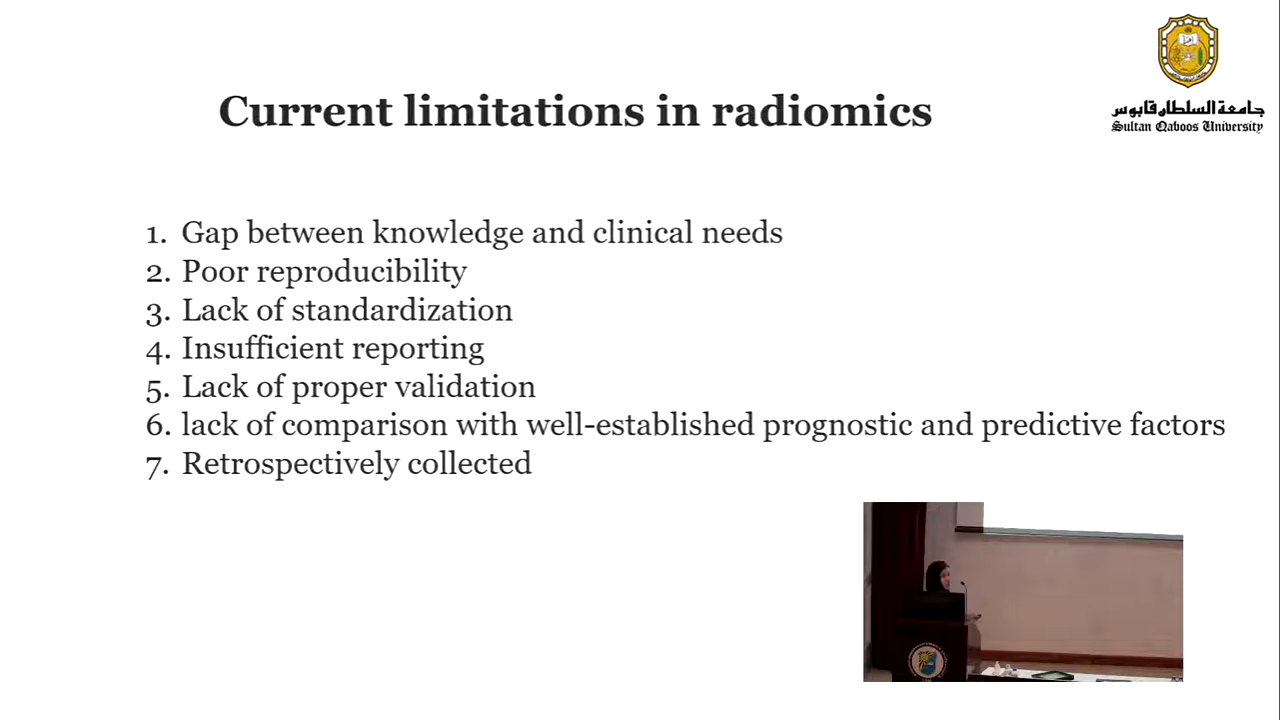 جامعة السلطان قابوس
Sultan Qaboos University
Current limitations in radiomics
1. Gap between knowledge and clinical needs
2. Poor reproducibility
3. Lack of standardization
4. Insufficient reporting
5. Lack of proper validation
6. lack of comparison with well-established prognostic and predictive factors
7. Retrospectively collected